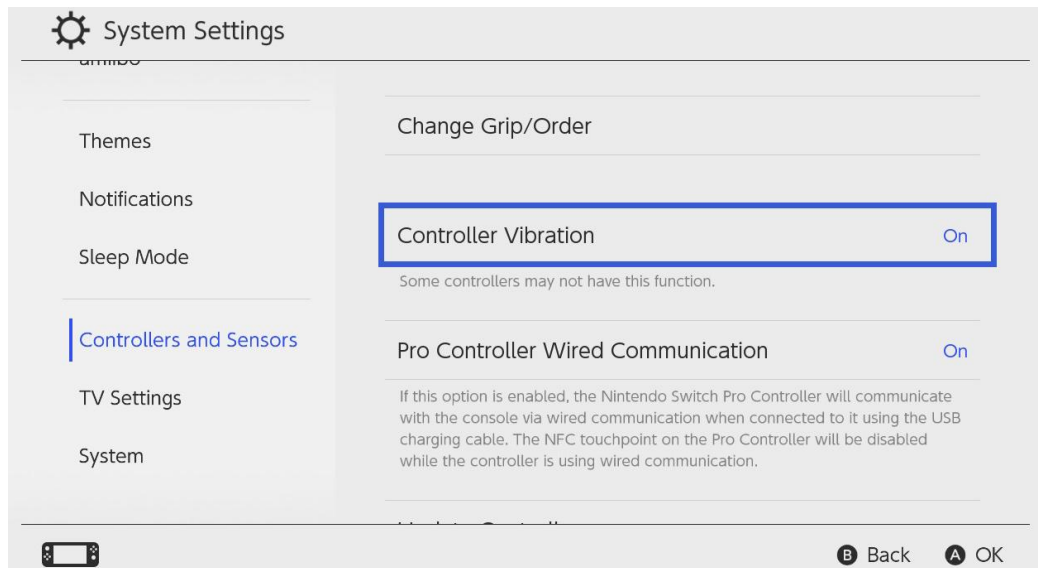 System Settings
amiibo
Themes
Notifications
Sleep Mode
Controllers and Sensors
TV Settings
System
Change Grip/Order
Controller Vibration On
Some controllers may not have this function.
Pro Controller Wired Communication On
If this option is enabled, the Nintendo Switch Pro Controller will communicate
with the console via wired communication when connected to it using the USB
charging cable. The NFC touchpoint on the Pro Controller will be disabled
while the controller is using wired communication.
B Back A OK